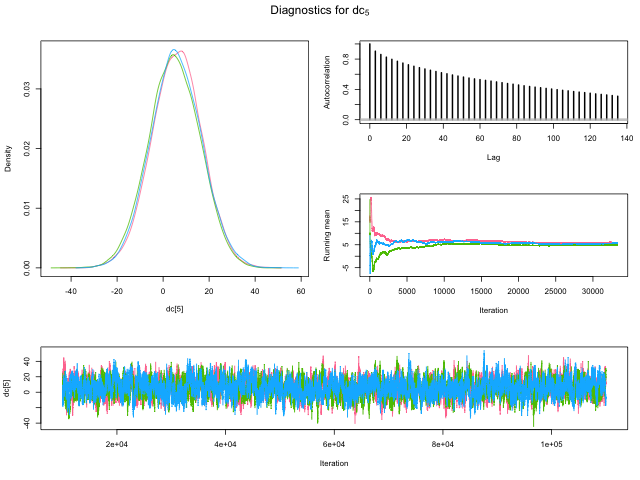 Diagnostics for dc5
Density
0.00
0.01
0.02
0.03
-40
-20
0
20
40
60
dc[5]
Autocorrelation
0.0
0.4
0.8
0
20
40
60
80
100
120
140
Lag
Running mean
-5
5
15
25
0
5000
10000
15000
20000
25000
30000
Iteration
dc[5]
-40
0
20
40
2e+04
4e+04
6e+04
8e+04
1e+05
Iteration